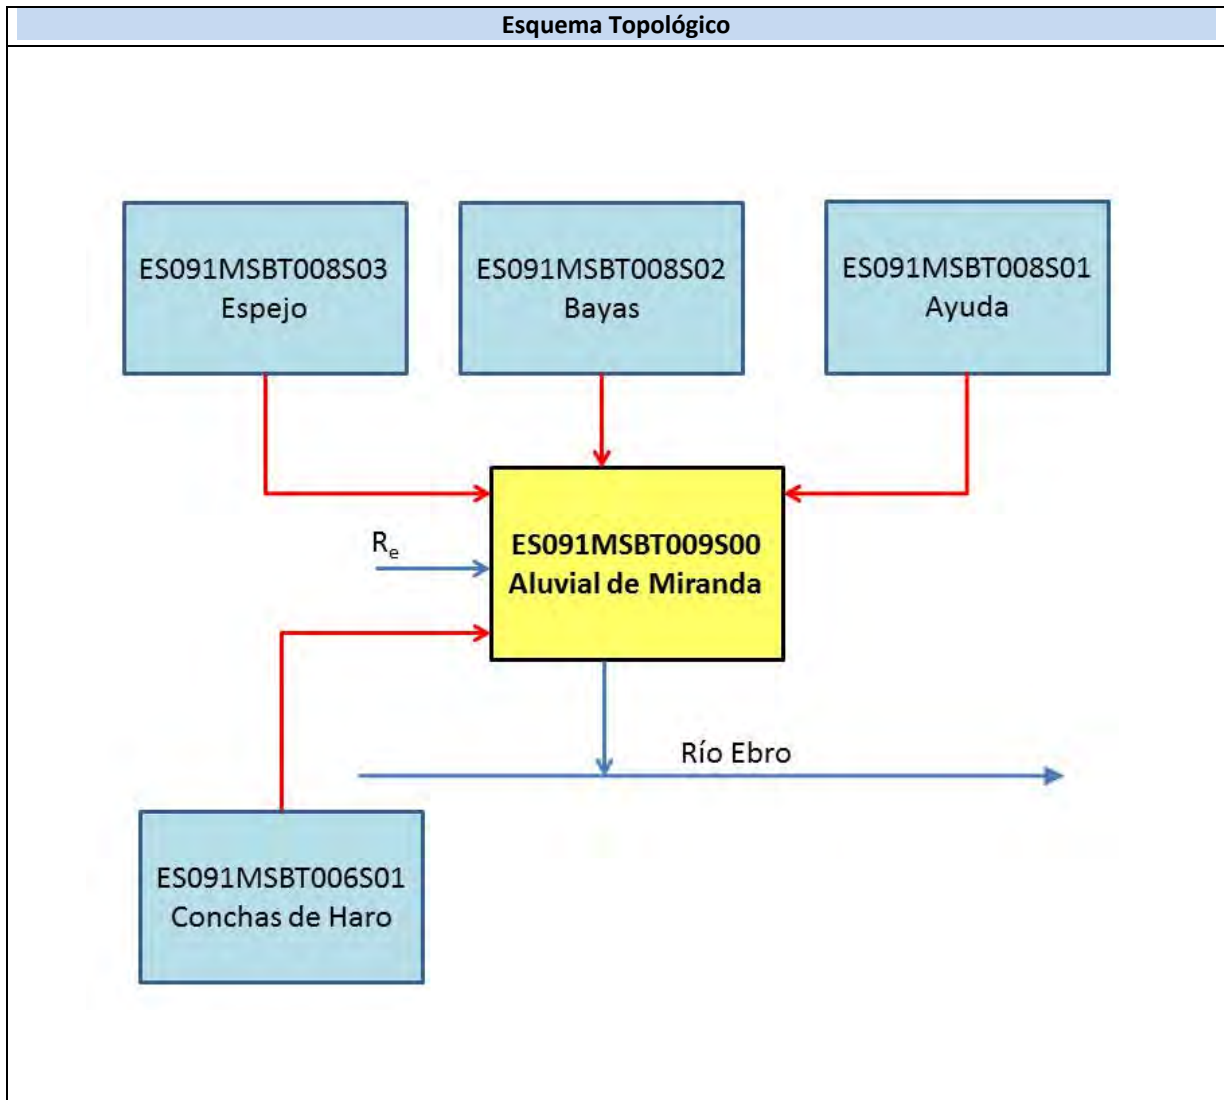 Esquema Topológico
ES091MSBT008S03
Espejo
ES091MSBT008S02
Bayas
ES091MSBT008S01
Ayuda
Re
ES091MSBT009S00
Aluvial de Miranda
Río Ebro
ES091MSBT006S01
Conchas de Haro